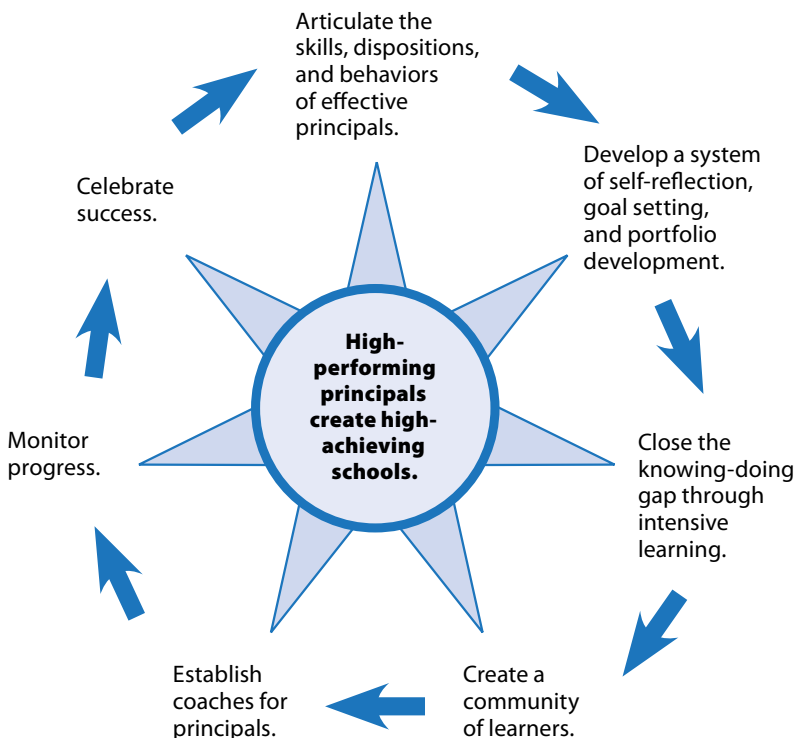 Articulate the
skills, dispositions,
and behaviors
of effective
principals.
Develop a system
of self-reflection,
goal setting,
and portfolio
development.
Close the
knowing-doing
gap through
intensive
learning.
Create a
community
of learners.
Establish
coaches for
principals.
Monitor
progress.
Celebrate
success.
High-
performing
principals
create high-
achieving
schools.